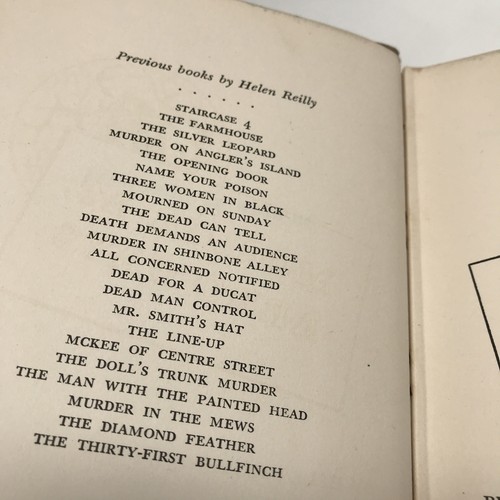 Previous books by Helen Reilly
. . . . . .
STAIRCASE 4
THE FARMHOUSE
THE SILVER LEOPARD
MURDER ON ANGLER'S ISLAND
THE OPENING DOOR
NAME YOUR POISON
THREE WOMEN IN BLACK
MOURNED ON SUNDAY
THE DEAD CAN TELL
DEATH DEMANDS AN AUDIENCE
MURDER IN SHINBONE ALLEY
ALL CONCERNED NOTIFIED
DEAD FOR A DUCAT
DEAD MAN CONTROL
MR. SMITH'S HAT
THE LINE-UP
MCKEE OF CENTRE STREET
THE DOLL'S TRUNK MURDER
THE MAN WITH THE PAINTED HEAD
MURDER IN THE MEWS
THE DIAMOND FEATHER
THE THIRTY-FIRST BULLFINCH